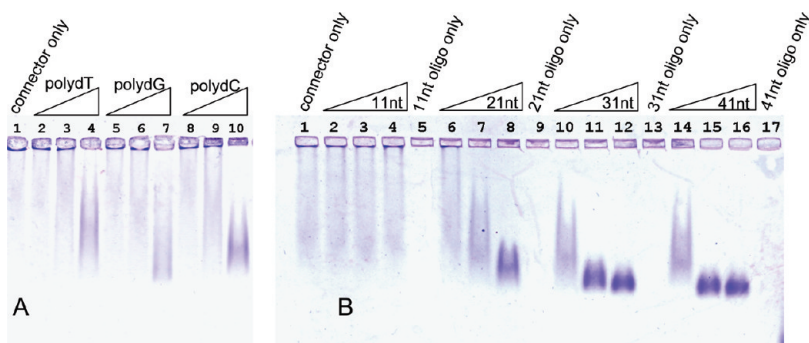 connector only
polydT
polydG
polydC
1 2 3 4 5 6 7 8 9 10
A
connector only
11nt
11nt oligo only
21nt
21nt oligo only
31nt
31nt oligo only
41nt
41nt oligo only
1 2 3 4 5 6 7 8 9 10 11 12 13 14 15 16 17
B